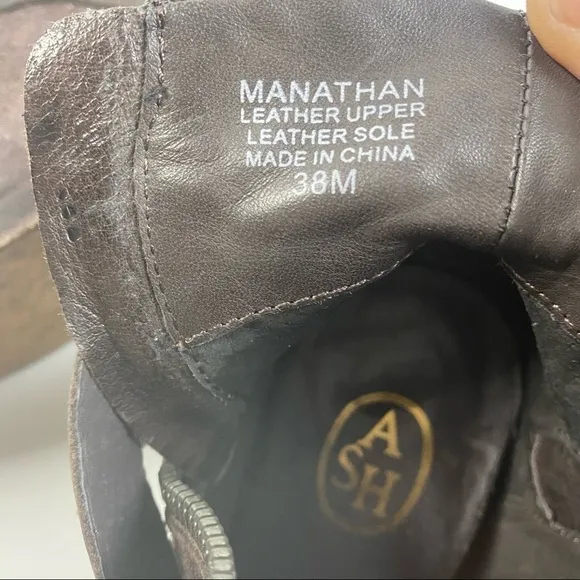 MANATHAN
LEATHER UPPER
LEATHER SOLE
MADE IN CHINA
38M
A
SH